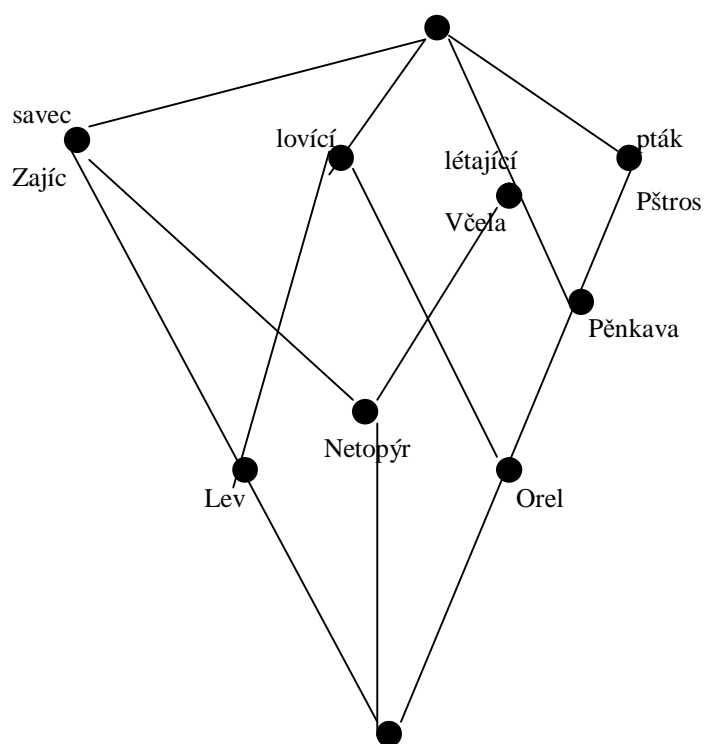 savec
Zajíc
lovící
létající
Včela
pták
Pštros
Pěnkava
Netopýr
Lev
Orel